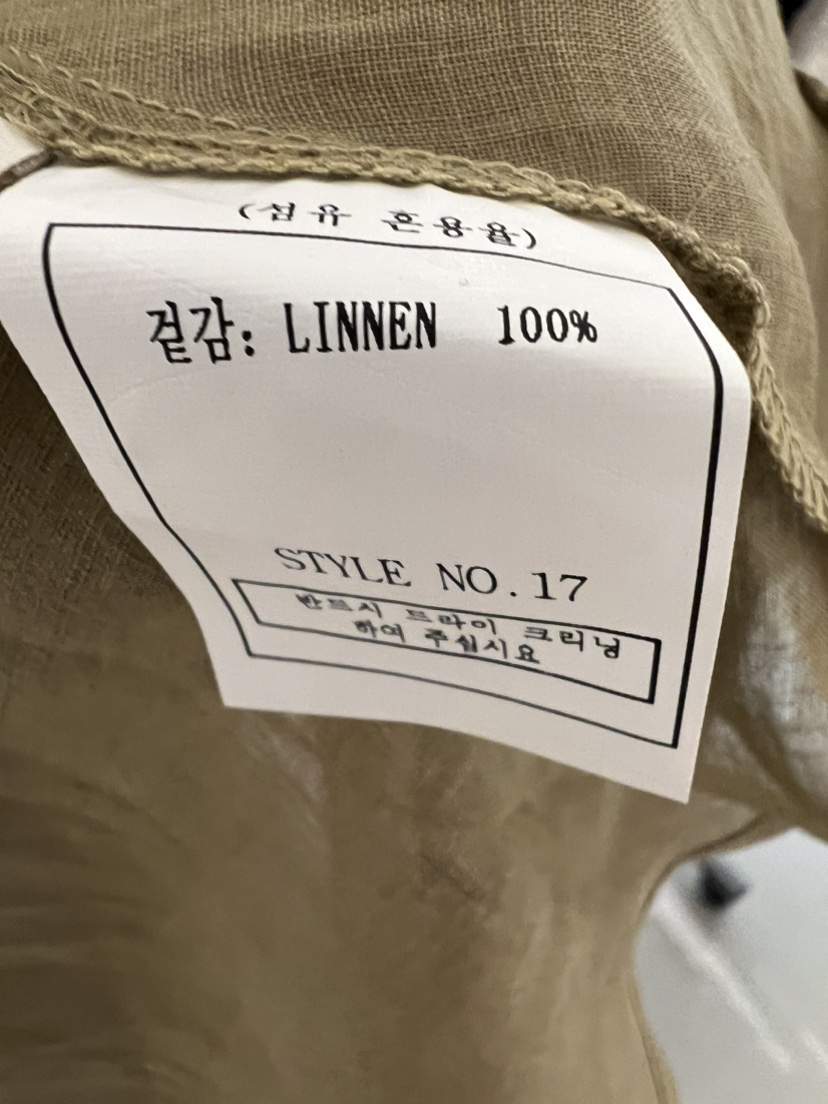 (섬유 혼용율)
겉감: LINNEN 100%
STYLE NO.17
반드시 드라이 크리닝
하여 주십시요